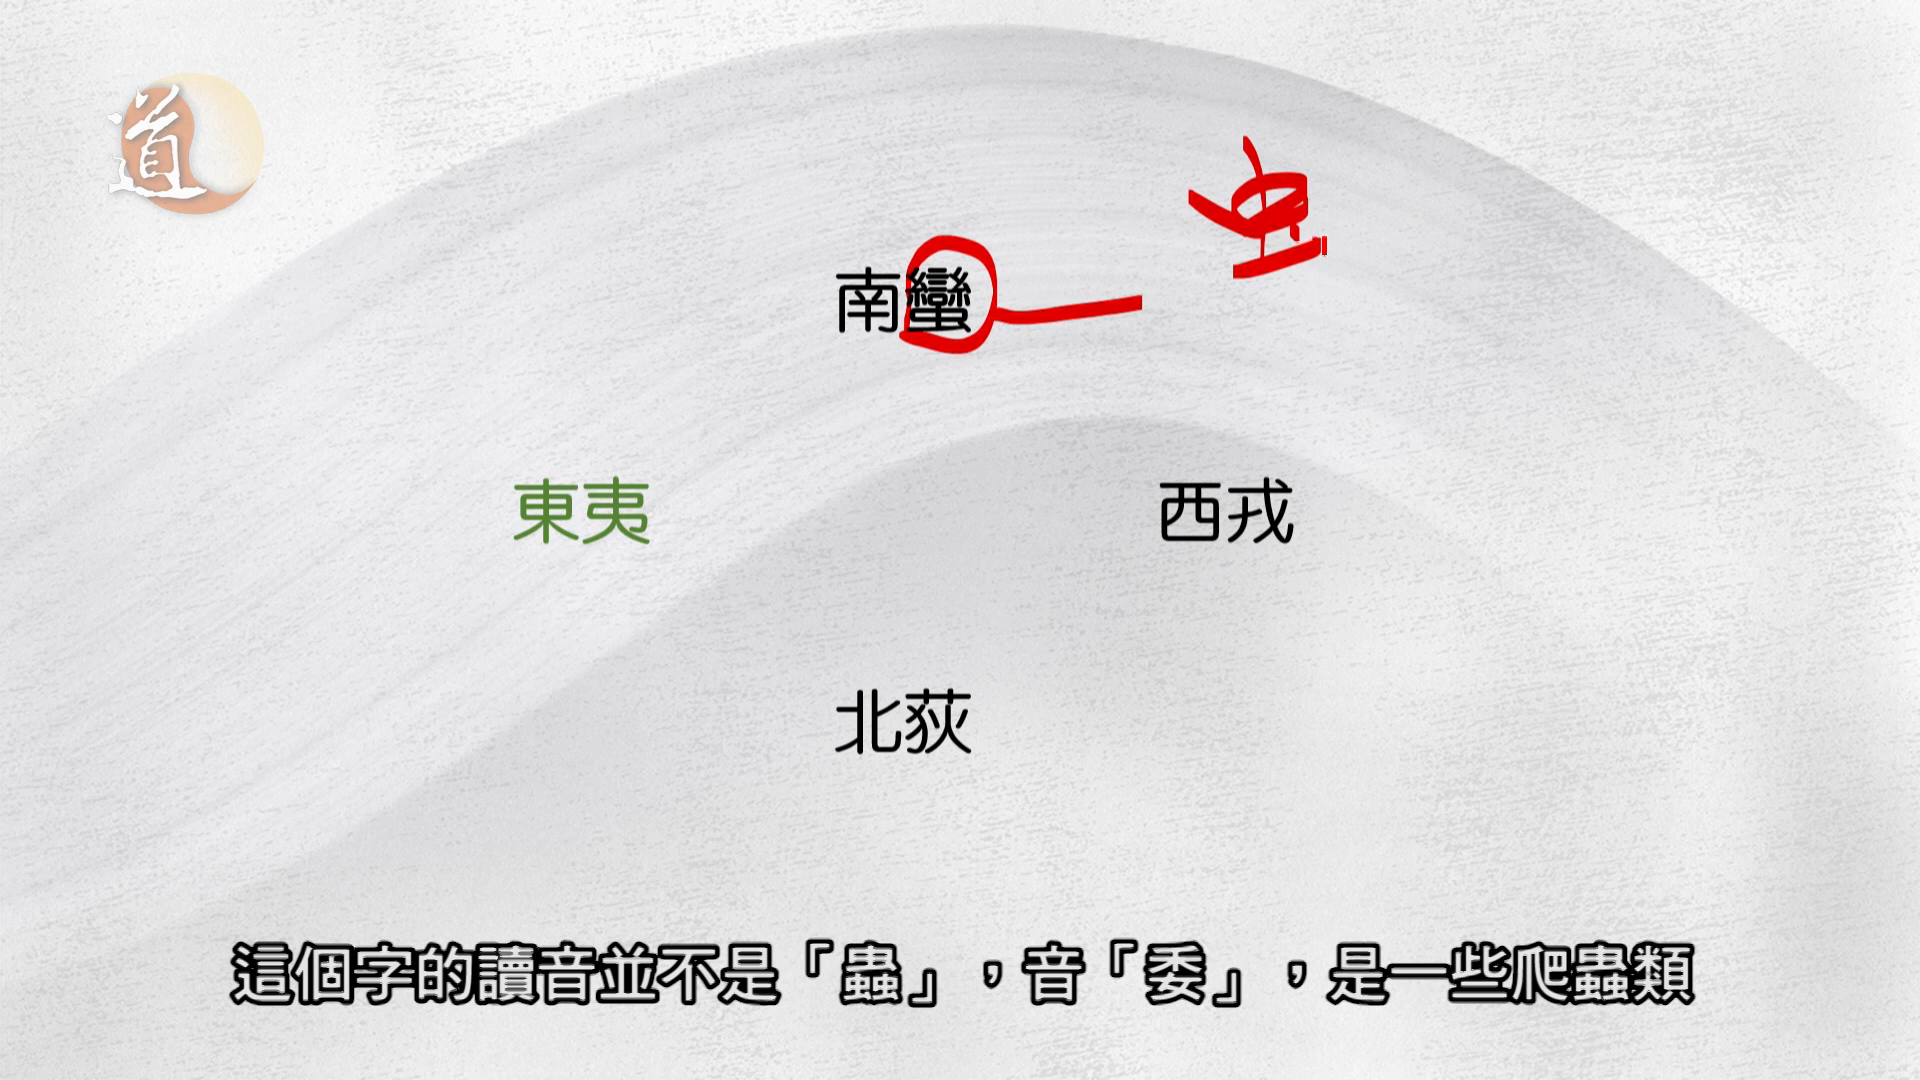 道
虫
南蠻
東夷
西戎
北荻
這個字的讀音並不是「蟲」，音「委」，是一些爬蟲類